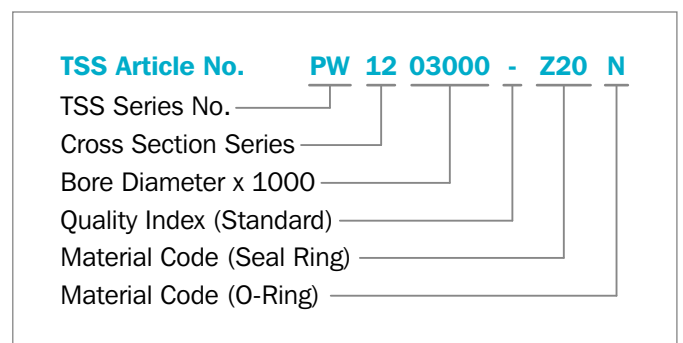 TSS Article No. PW 12 03000 - Z20 N
TSS Series No.
Cross Section Series
Bore Diameter x 1000
Quality Index (Standard)
Material Code (Seal Ring)
Material Code (O-Ring)